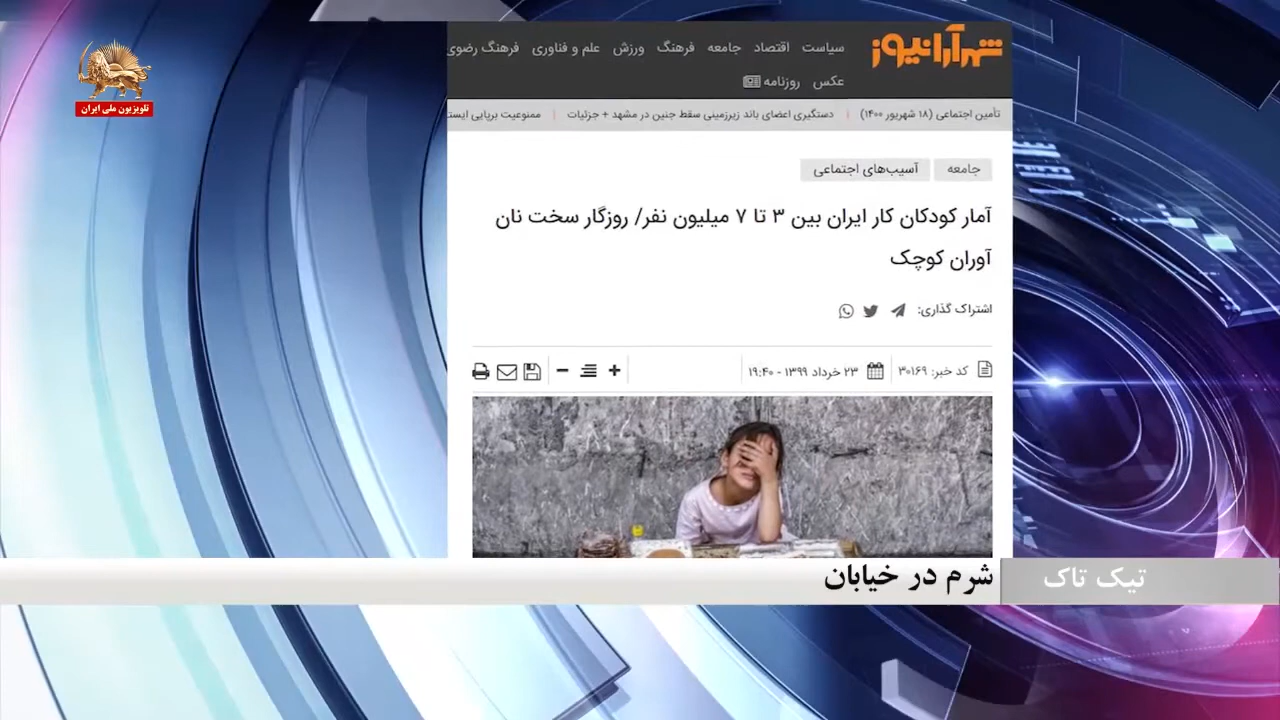 تلویزیون ملی ایران
شهرآرانیوز
سیاست اقتصاد جامعه فرهنگ ورزش علم و فناوری فرهنگ رضوی
عکس روزنامه
تأمین اجتماعی (۱۸ شهریور ۱۴۰۰) | دستگیری اعضای باند زیرزمینی سقط جنین در مشهد + جزئیات | ممنوعیت برپایی
جامعه آسیب‌های اجتماعی
آمار کودکان کار ایران بین ۳ تا ۷ میلیون نفر/ روزگار سخت نان
آوران کوچک
اشتراک گذاری:
کد خبر: ۳۰۱۶۹ ۲۳ خرداد ۱۳۹۹ - ۱۹:۴۰
تیک تاک شرم در خیابان